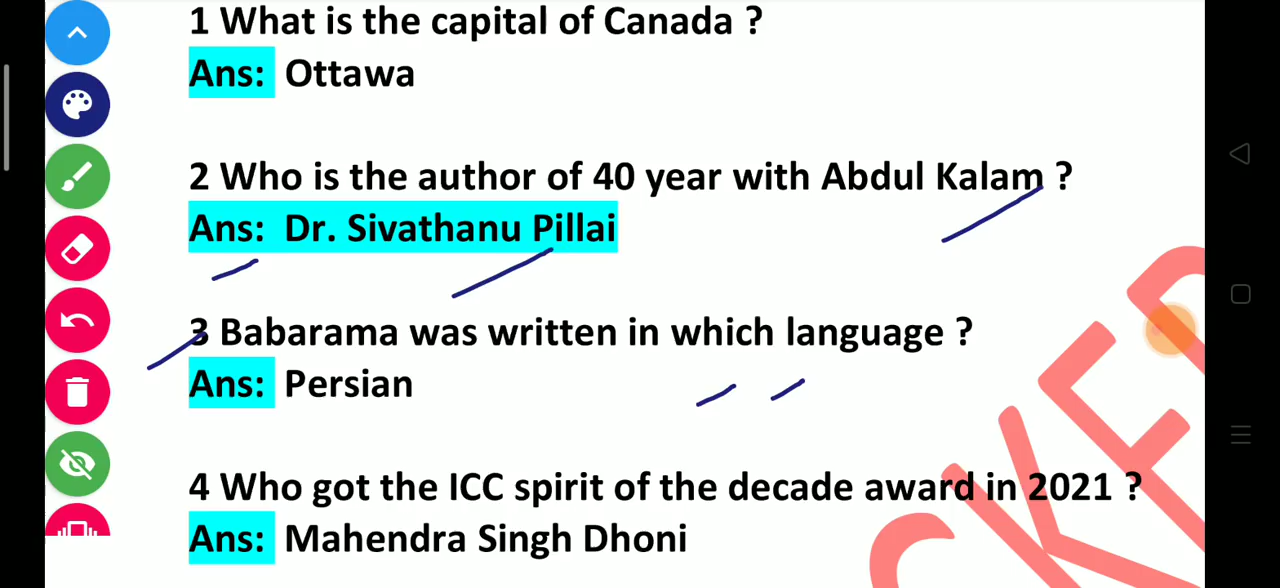 1 What is the capital of Canada ?
Ans: Ottawa
2 Who is the author of 40 year with Abdul Kalam ?
Ans: Dr. Sivathanu Pillai
3 Babarama was written in which language ?
Ans: Persian
4 Who got the ICC spirit of the decade award in 2021 ?
Ans: Mahendra Singh Dhoni